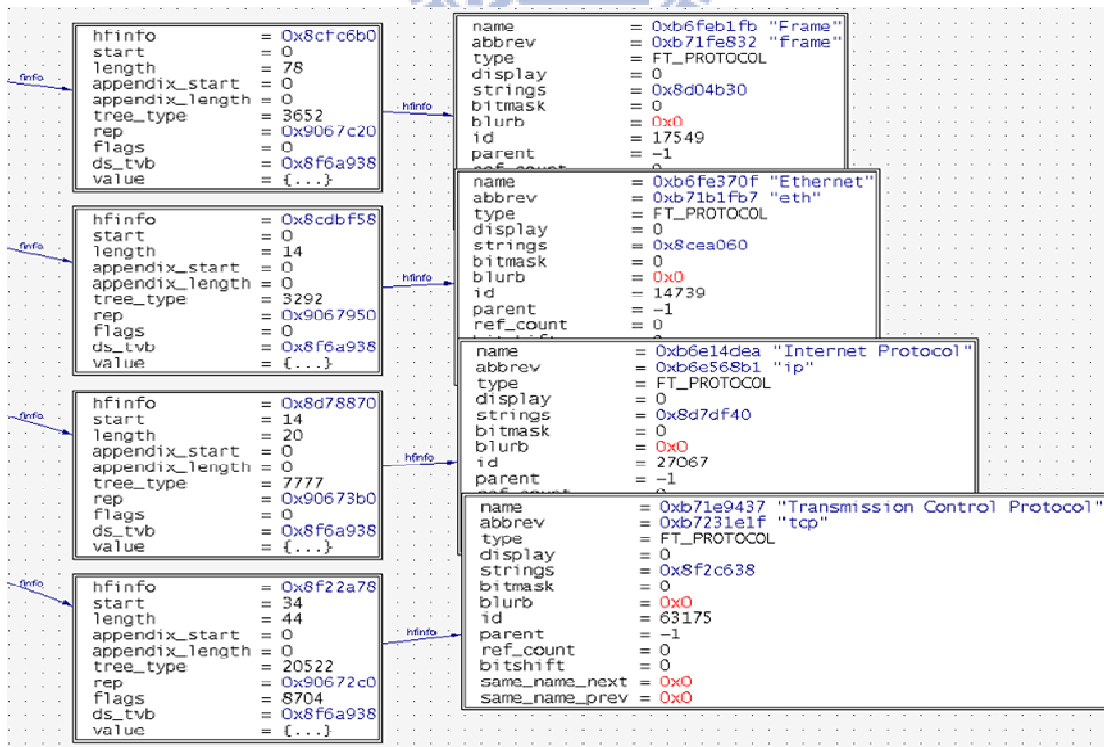 finfo
hfinfo = 0x8cfc6b0
start = 0
length = 78
appendix_start = 0
appendix_length = 0
tree_type = 3652
rep = 0x9067c20
flags = 0
ds_tvb = 0x8f6a938
value = {...}
hfinfo
name = 0xb6feb1fb "Frame"
abbrev = 0xb71fe832 "frame"
type = FT_PROTOCOL
display = 0
strings = 0x8d04b30
bitmask = 0
blurb = 0x0
id = 17549
parent = -1
finfo
hfinfo = 0x8cdbf58
start = 0
length = 14
appendix_start = 0
appendix_length = 0
tree_type = 3292
rep = 0x9067950
flags = 0
ds_tvb = 0x8f6a938
value = {...}
hfinfo
name = 0xb6fe370f "Ethernet"
abbrev = 0xb71b1fb7 "eth"
type = FT_PROTOCOL
display = 0
strings = 0x8cea060
bitmask = 0
blurb = 0x0
id = 14739
parent = -1
ref_count = 0
finfo
hfinfo = 0x8d78870
start = 14
length = 20
appendix_start = 0
appendix_length = 0
tree_type = 7777
rep = 0x90673b0
flags = 0
ds_tvb = 0x8f6a938
value = {...}
hfinfo
name = 0xb6e14dea "Internet Protocol"
abbrev = 0xb6e568b1 "ip"
type = FT_PROTOCOL
display = 0
strings = 0x8d7df40
bitmask = 0
blurb = 0x0
id = 27067
parent = -1
finfo
hfinfo = 0x8f22a78
start = 34
length = 44
appendix_start = 0
appendix_length = 0
tree_type = 20522
rep = 0x90672c0
flags = 8704
ds_tvb = 0x8f6a938
value = {...}
hfinfo
name = 0xb71e9437 "Transmission Control Protocol"
abbrev = 0xb7231e1f "tcp"
type = FT_PROTOCOL
display = 0
strings = 0x8f2c638
bitmask = 0
blurb = 0x0
id = 63175
parent = -1
ref_count = 0
bitshift = 0
same_name_next = 0x0
same_name_prev = 0x0